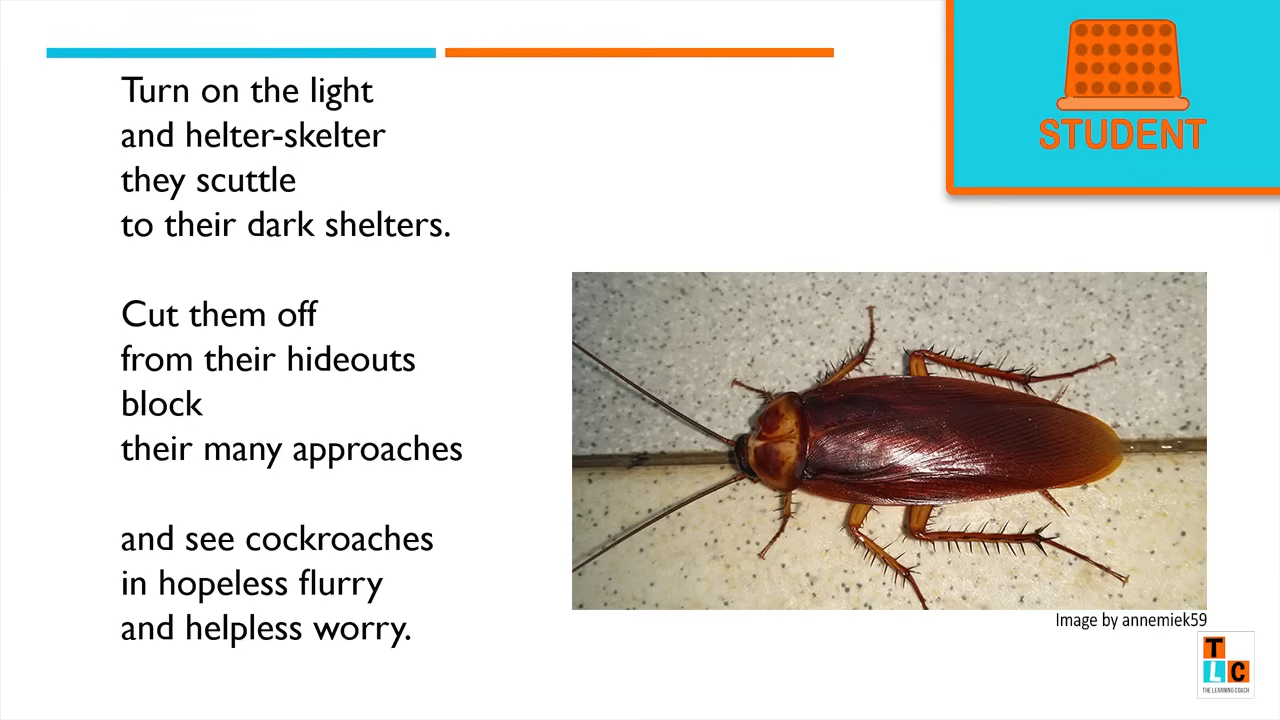 Turn on the light
and helter-skelter
they scuttle
to their dark shelters.
Cut them off
from their hideouts
block
their many approaches
and see cockroaches
in hopeless flurry
and helpless worry.
STUDENT
Image by annemiek59
T
L C
THE LEARNING COACH